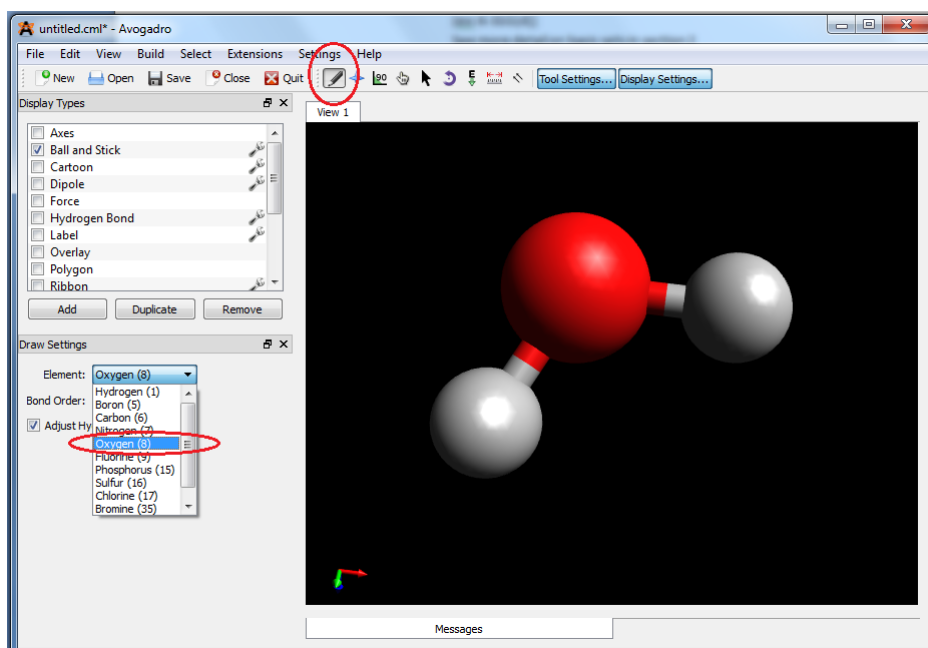 untitled.cml* - Avogadro
File Edit View Build Select Extensions Settings Help
New Open Save Close Quit 90 E Tool Settings... Display Settings...
Display Types
View 1
Axes
Ball and Stick
Cartoon
Dipole
Force
Hydrogen Bond
Label
Overlay
Polygon
Ribbon
Add Duplicate Remove
Draw Settings
Element: Oxygen (8)
Hydrogen (1)
Bond Order:
Boron (5)
Carbon (6)
Adjust Hy
Nitrogen (7)
Oxygen (8)
Fluorine (9)
Phosphorus (15)
Sulfur (16)
Chlorine (17)
Bromine (35)
Messages